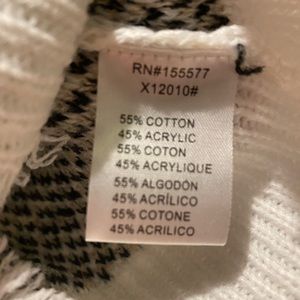 RN#155577
X12010#
55% COTTON
45% ACRYLIC
55% COTON
45% ACRYLIQUE
55% ALGODÓN
45% ACRÍLICO
55% COTONE
45% ACRILICO